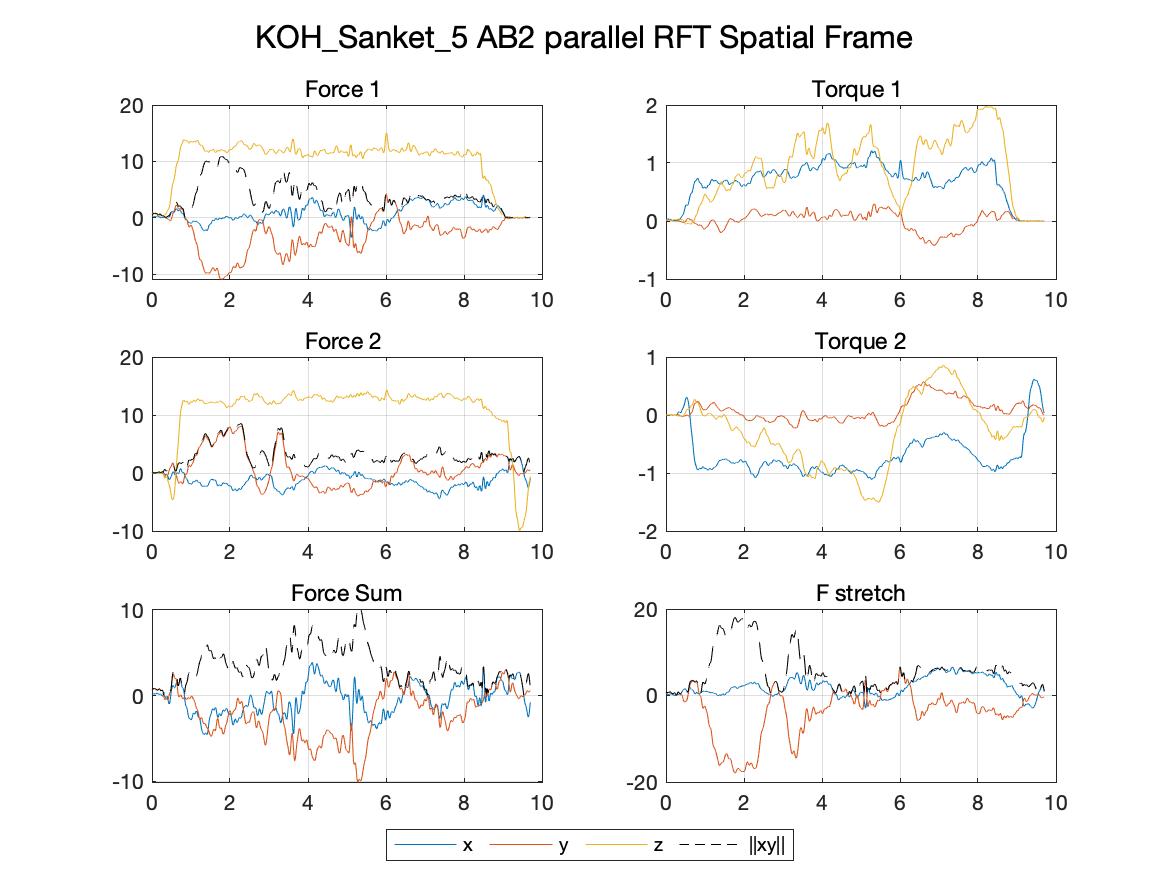 KOH_Sanket_5 AB2 parallel RFT Spatial Frame
Force 1
20
10
0
-10
0 2 4 6 8 10
Torque 1
2
1
0
-1
0 2 4 6 8 10
Force 2
20
10
0
-10
0 2 4 6 8 10
Torque 2
1
0
-1
-2
0 2 4 6 8 10
Force Sum
10
0
-10
0 2 4 6 8 10
F stretch
20
0
-20
0 2 4 6 8 10
x y z ||xy||